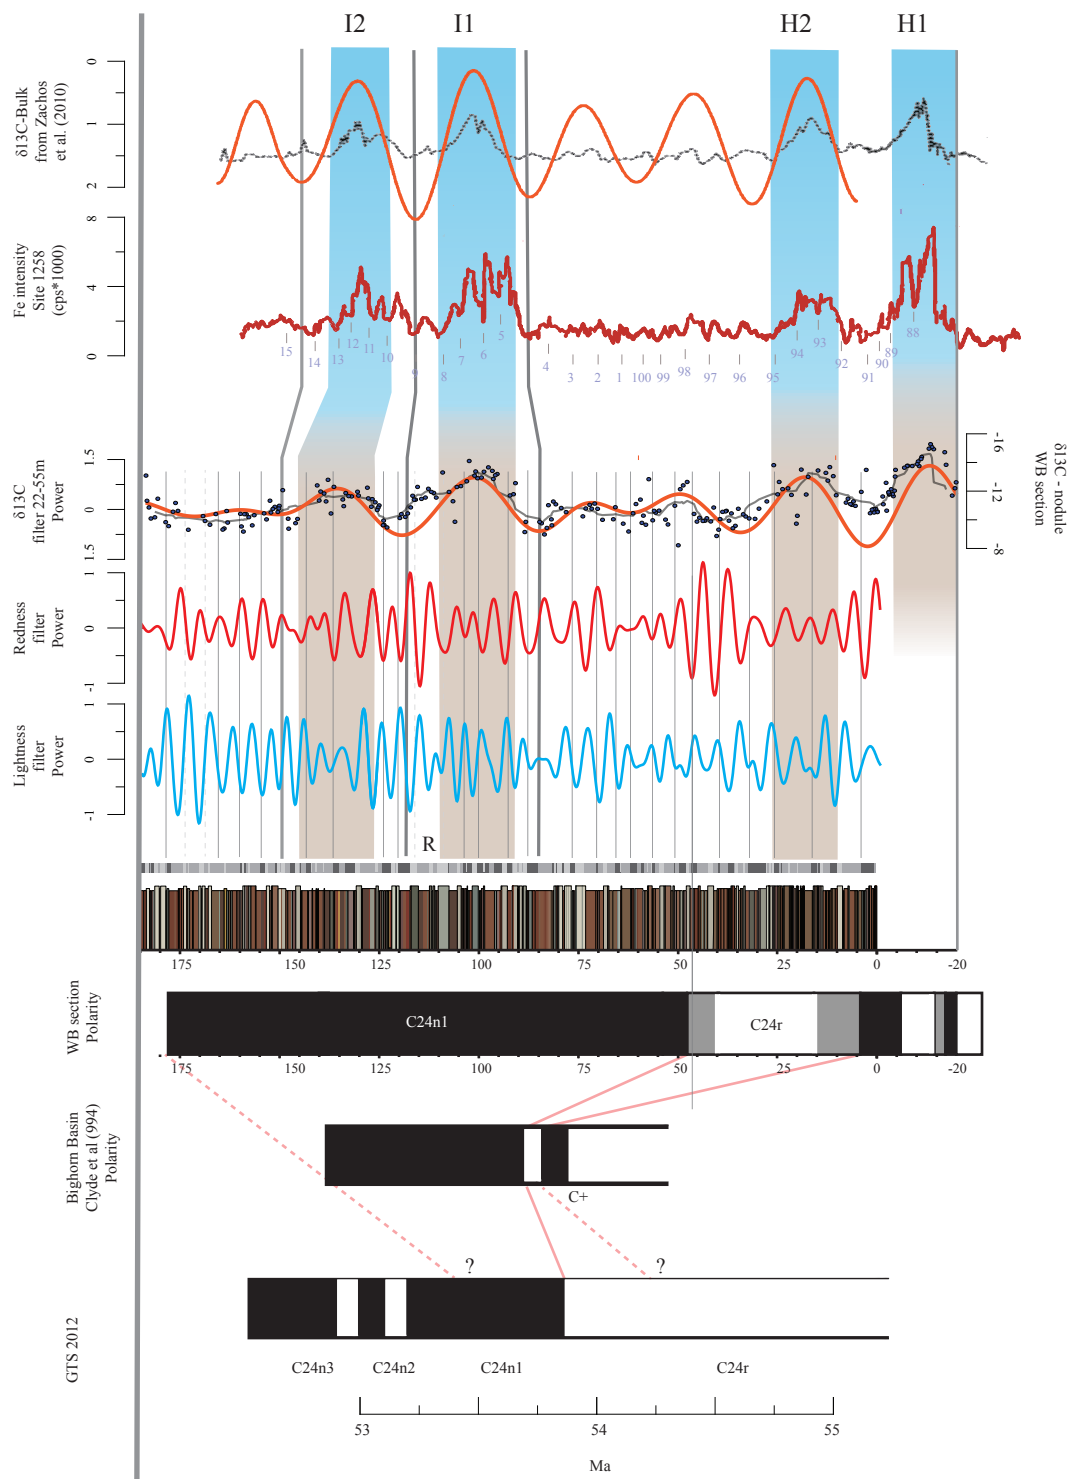 I2 I1 H2 H1
δ13C-Bulk
from Zachos
et al. (2010)
0
1
2
Fe intensity
Site 1258
(cps*1000)
8
4
0
15 14 13 12 11 10 9 8 7 6 5 4 3 2 1 100 99 98 97 96 95 94 93 92 91 90 89 88
δ13C
filter 22-55m
Power
1.5
0
1.5
-16
-12
-8
δ13C - nodule
WB section
Redness
filter
Power
1
0
-1
Lightness
filter
Power
1
0
-1
R
175 150 125 100 75 50 25 0 -20
WB section
Polarity
C24n1 C24r
175 150 125 100 75 50 25 0 -20
Bighorn Basin
Clyde et al (994)
Polarity
C+
? ?
GTS 2012
C24n3 C24n2 C24n1 C24r
53 54 55
Ma